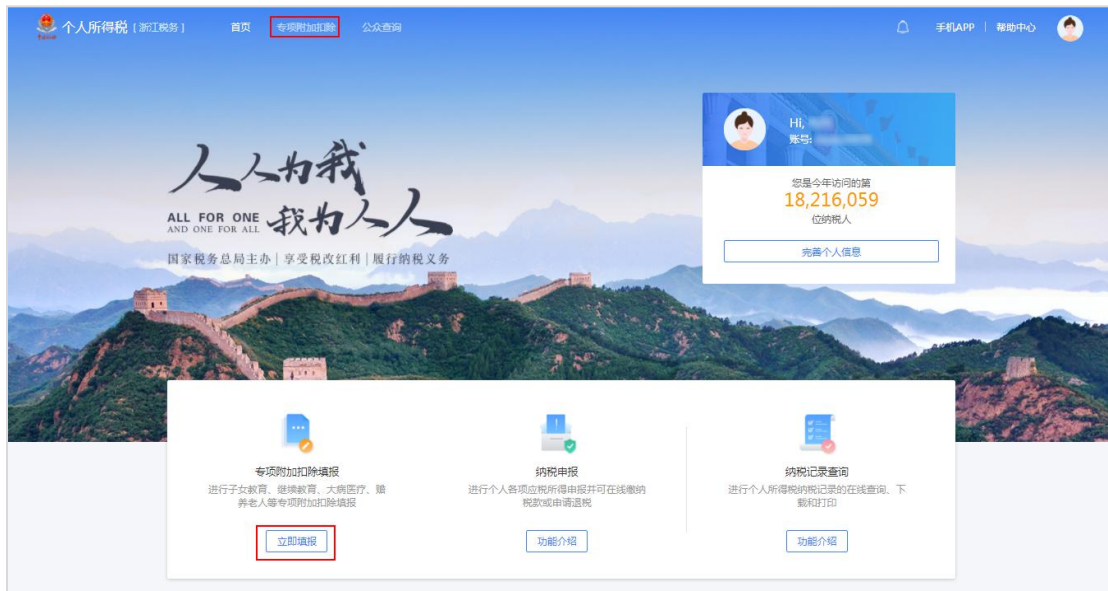 个人所得税 [ 浙江税务 ] 首页 专项附加扣除 公众查询 手机APP | 帮助中心
Hi,
账号:
您是今年访问的第
18,216,059
位纳税人
完善个人信息
人人为我
ALL FOR ONE
AND ONE FOR ALL
我为人人
国家税务总局主办 | 享受税改红利 | 履行纳税义务
专项附加扣除填报
进行子女教育、继续教育、大病医疗、赡
养老人等专项附加扣除填报
立即填报
纳税申报
进行个人各项应税所得申报并可在线缴纳
税款或申请退税
功能介绍
纳税记录查询
进行个人所得税纳税记录的在线查询、下
载和打印
功能介绍